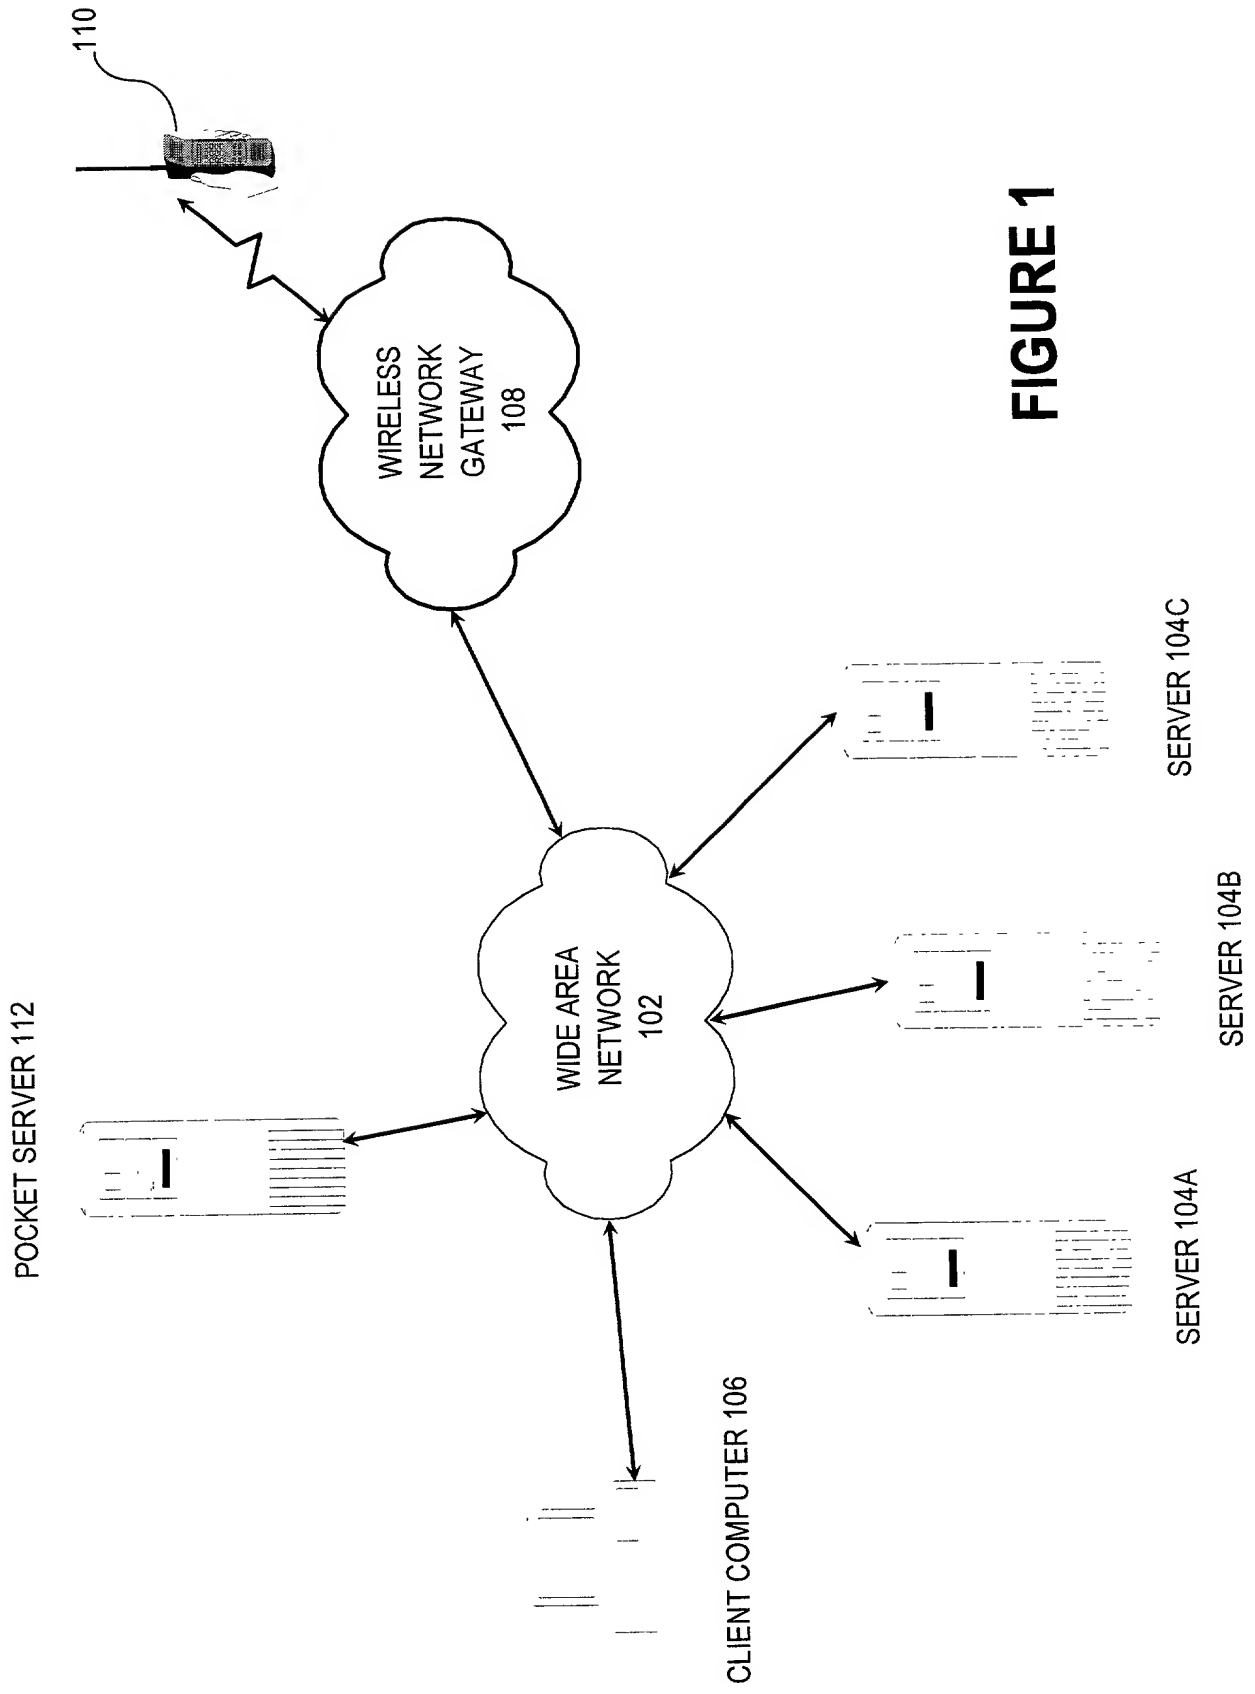 POCKET SERVER 112
110
WIRELESS
NETWORK
GATEWAY
108
WIDE AREA
NETWORK
102
CLIENT COMPUTER 106
SERVER 104A
SERVER 104B
SERVER 104C
FIGURE 1